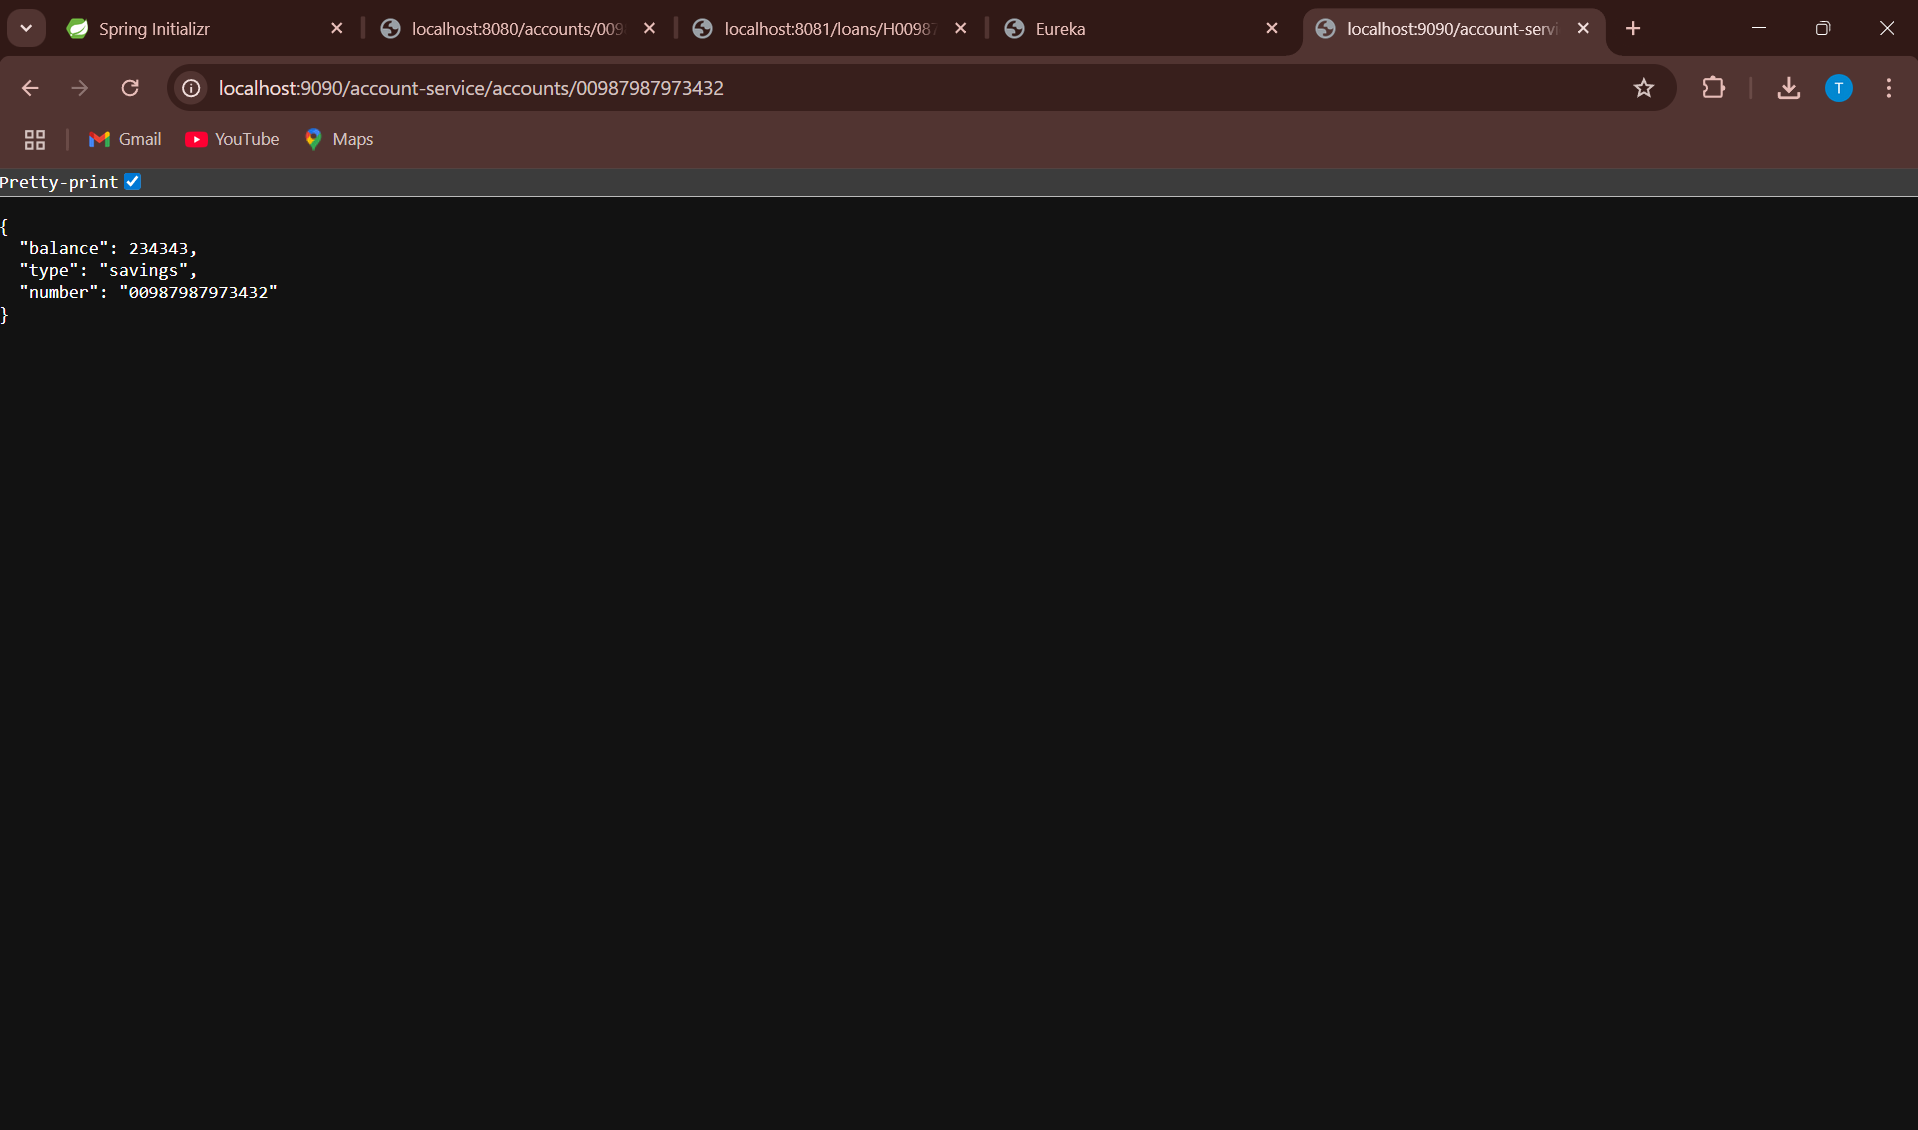 Spring Initializr
localhost:8080/accounts/009
localhost:8081/loans/H00987
Eureka
localhost:9090/account-servi
localhost:9090/account-service/accounts/00987987973432
T
Gmail
YouTube
Maps
Pretty-print
{
"balance": 234343,
"type": "savings",
"number": "00987987973432"
}